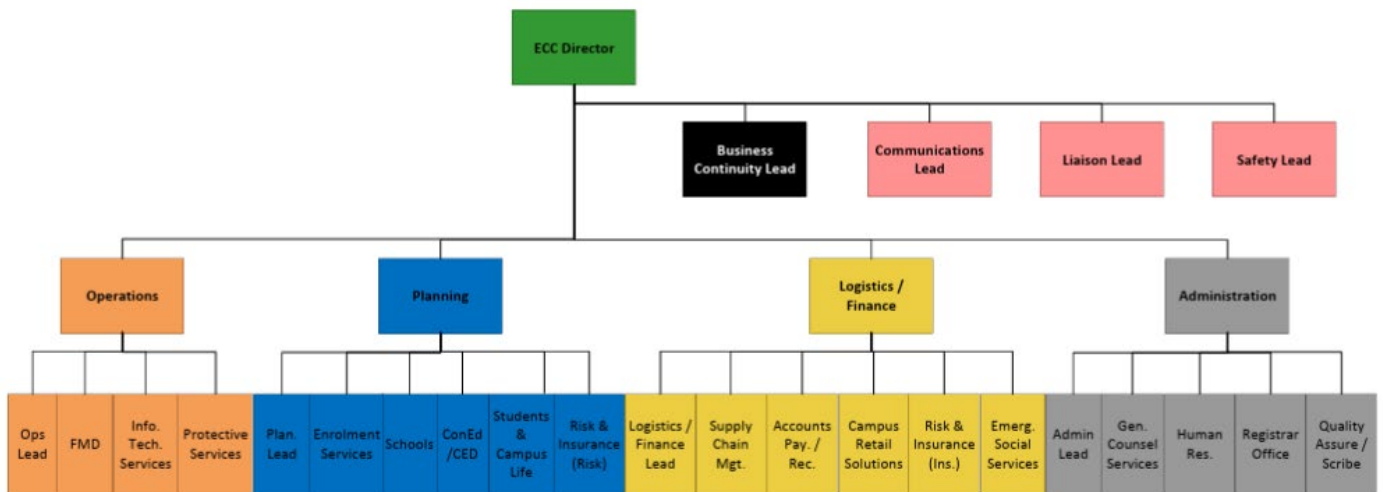 ECC Director
Business
Continuity Lead
Communications
Lead
Liaison Lead
Safety Lead
Operations
Planning
Logistics /
Finance
Administration
Ops
Lead
FMD
Info.
Tech.
Services
Protective
Services
Plan.
Lead
Enrolment
Services
Schools
ConEd
/CED
Students
&
Campus
Life
Risk &
Insurance
(Risk)
Logistics /
Finance
Lead
Supply
Chain
Mgt.
Accounts
Pay. /
Rec.
Campus
Retail
Solutions
Risk &
Insurance
(Ins.)
Emerg.
Social
Services
Admin
Lead
Gen.
Counsel
Services
Human
Res.
Registrar
Office
Quality
Assure /
Scribe